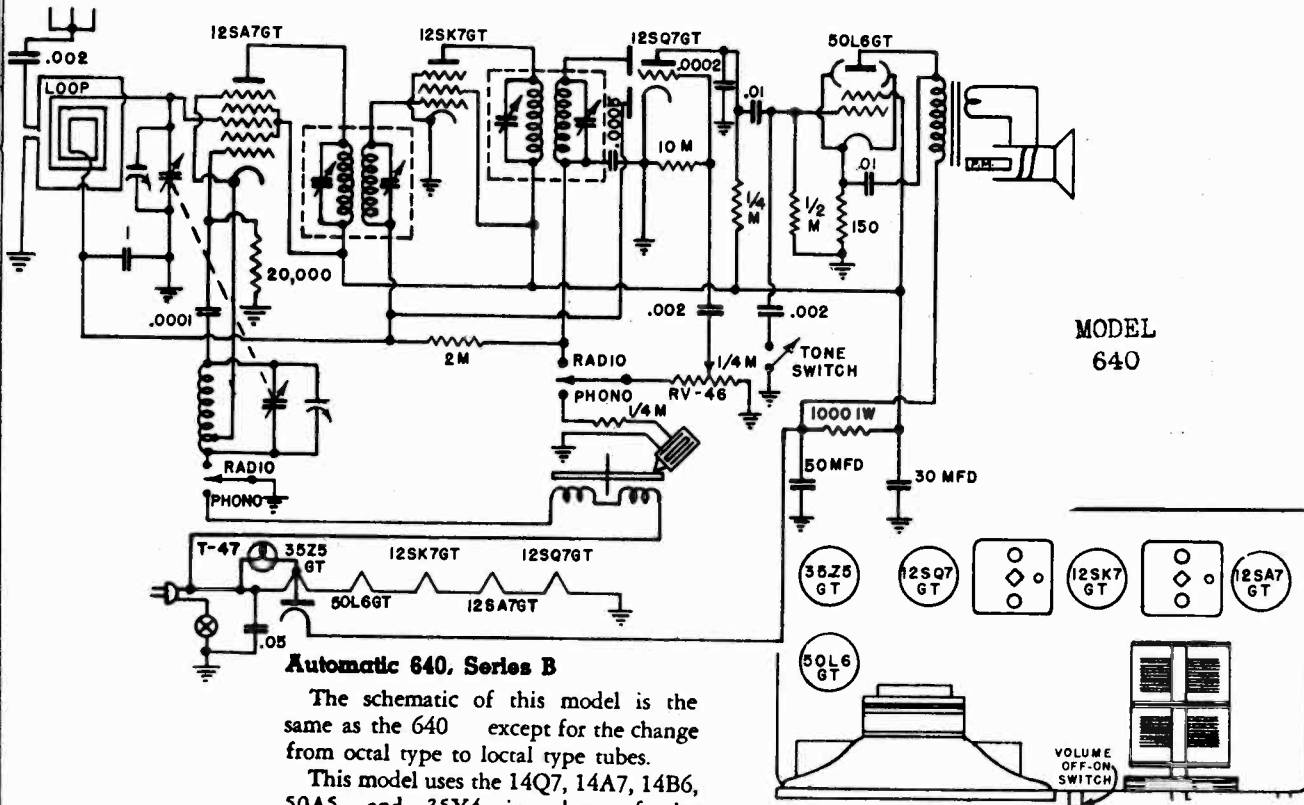 12SA7GT
12SK7GT
12SQ7GT
50L6GT
.002
.0002
LOOP
.01
.0005
10 M
P.M.
.01
1/4
M
1/2
M
150
1
20,000
.0001
.002
.002
MODEL
640
2M
RADIO
PHONO
1/4 M
RV-46
TONE
SWITCH
1/4 M
1000 1W
50 MFD
30 MFD
RADIO
PHONO
T-47
35Z5
GT
12SK7GT
12SQ7GT
50L6GT
12SA7GT
.05
35Z5
GT
12SQ7
GT
12SK7
GT
12SA7
GT
50L6
GT
VOLUME
OFF-ON
SWITCH
Automatic 640, Series B
The schematic of this model is the
same as the 640 except for the change
from octal type to loctal type tubes.
This model uses the 14Q7, 14A7, 14B6,